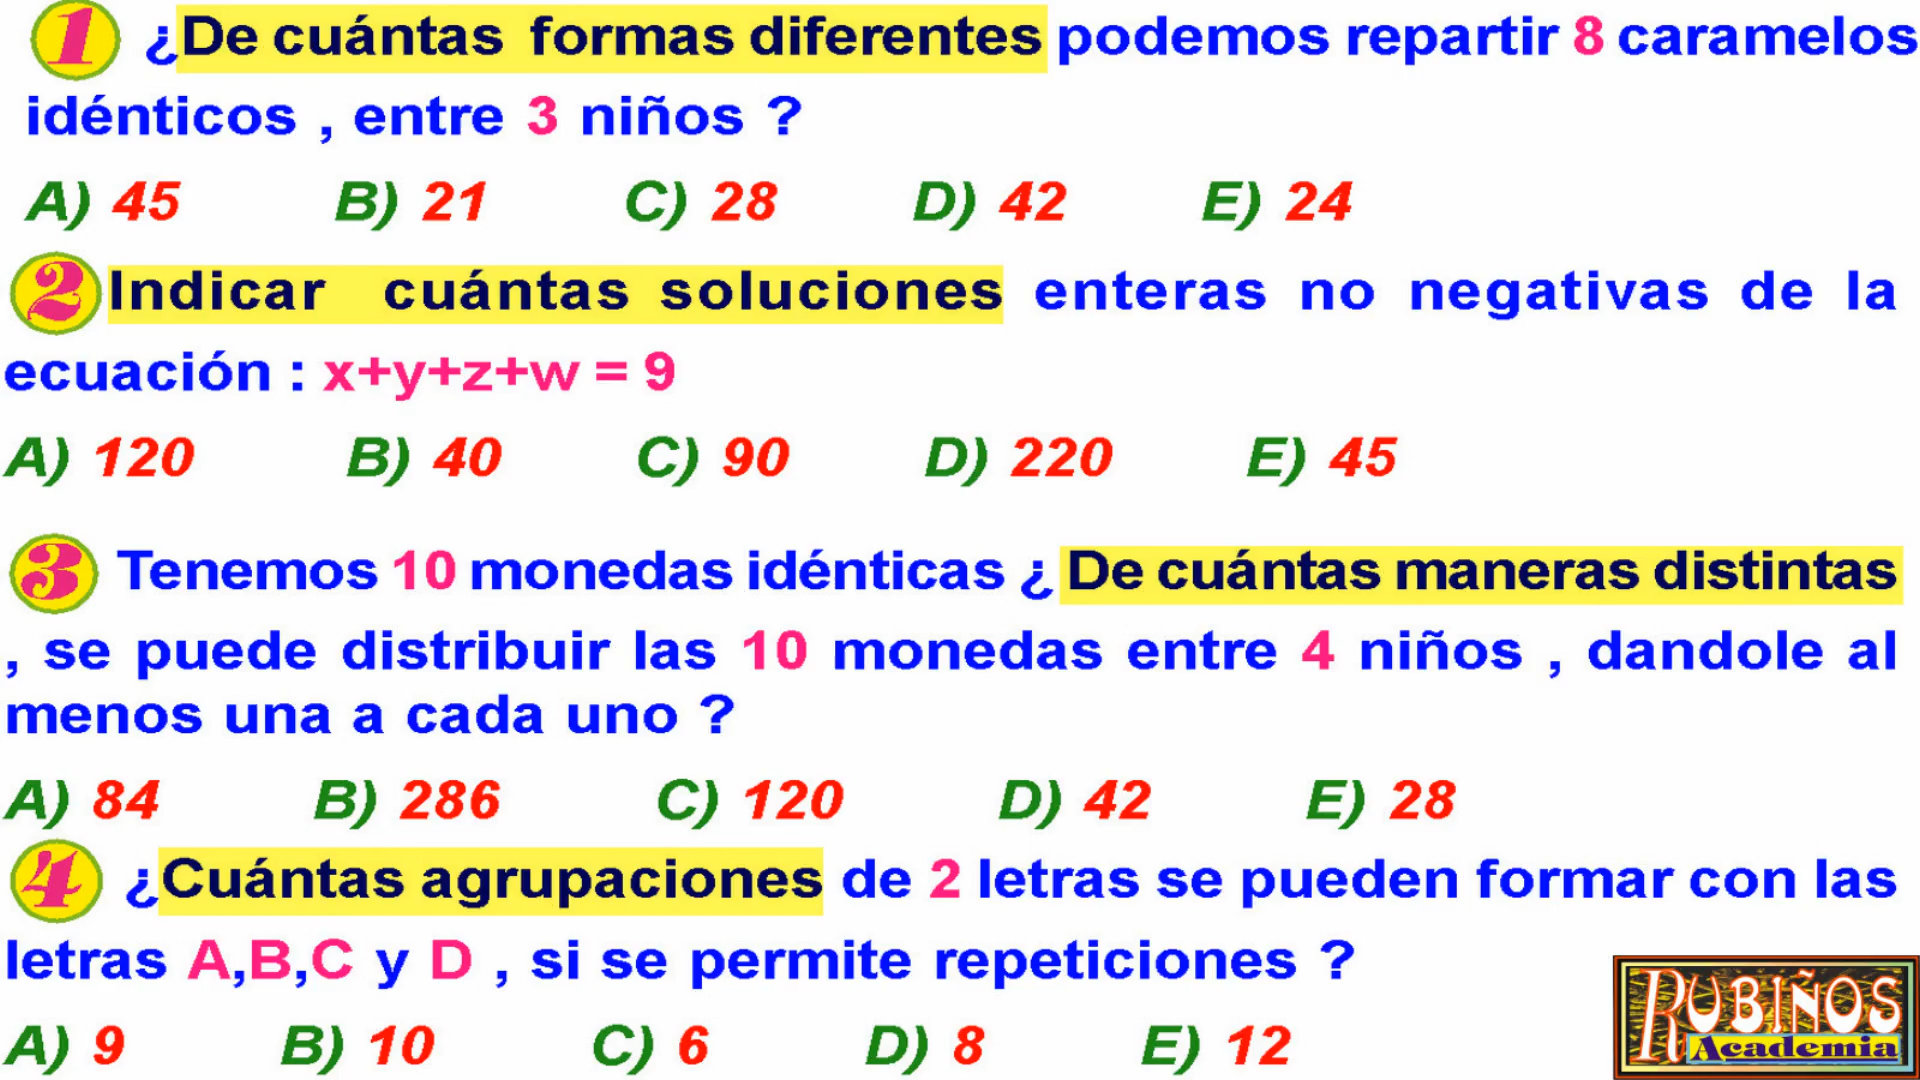 1 ¿De cuántas formas diferentes podemos repartir 8 caramelos
idénticos , entre 3 niños ?
A) 45 B) 21 C) 28 D) 42 E) 24
2 Indicar cuántas soluciones enteras no negativas de la
ecuación : x+y+z+w = 9
A) 120 B) 40 C) 90 D) 220 E) 45
3 Tenemos 10 monedas idénticas ¿ De cuántas maneras distintas
, se puede distribuir las 10 monedas entre 4 niños , dandole al
menos una a cada uno ?
A) 84 B) 286 C) 120 D) 42 E) 28
4 ¿Cuántas agrupaciones de 2 letras se pueden formar con las
letras A,B,C y D , si se permite repeticiones ?
A) 9 B) 10 C) 6 D) 8 E) 12
RUBIÑOS
Academia